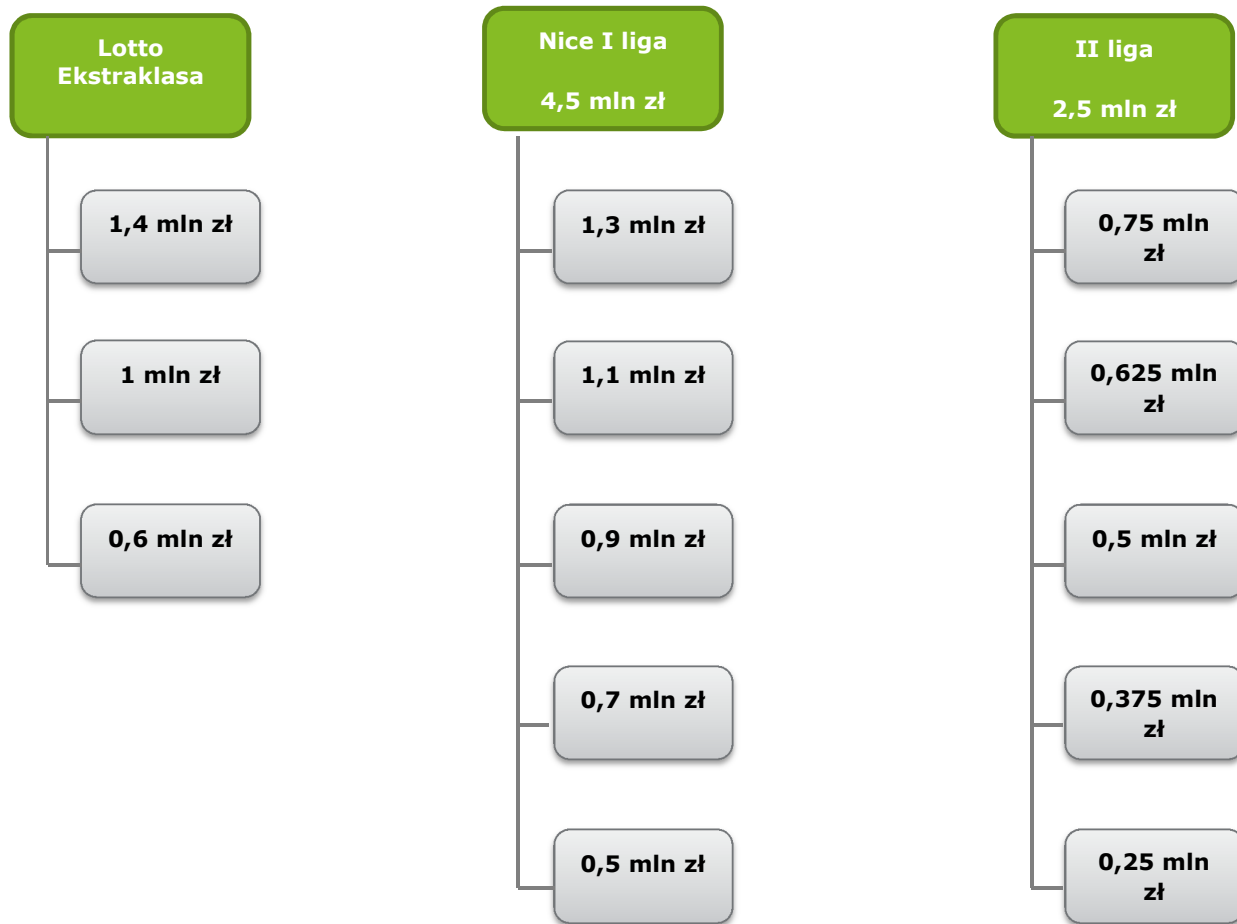 Lotto
Ekstraklasa
1,4 mln zł
1 mln zł
0,6 mln zł
Nice I liga
4,5 mln zł
1,3 mln zł
1,1 mln zł
0,9 mln zł
0,7 mln zł
0,5 mln zł
II liga
2,5 mln zł
0,75 mln
zł
0,625 mln
zł
0,5 mln zł
0,375 mln
zł
0,25 mln
zł